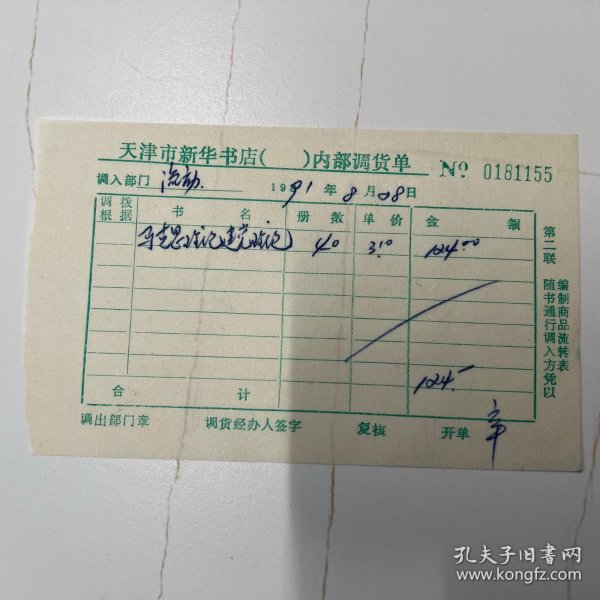 天津市新华书店(　)内部调货单 No 0181155
调入部门 流动 1991年8月08日
调拨根据 书名 册数 单价 金额
马克思 40 3.10 124.00
124.-
合计
调出部门章 调货经办人签字 复核 开单 辛
第二联
随书通行调入方凭以
编制商品流转表
孔夫子旧书网
www.kongfz.com